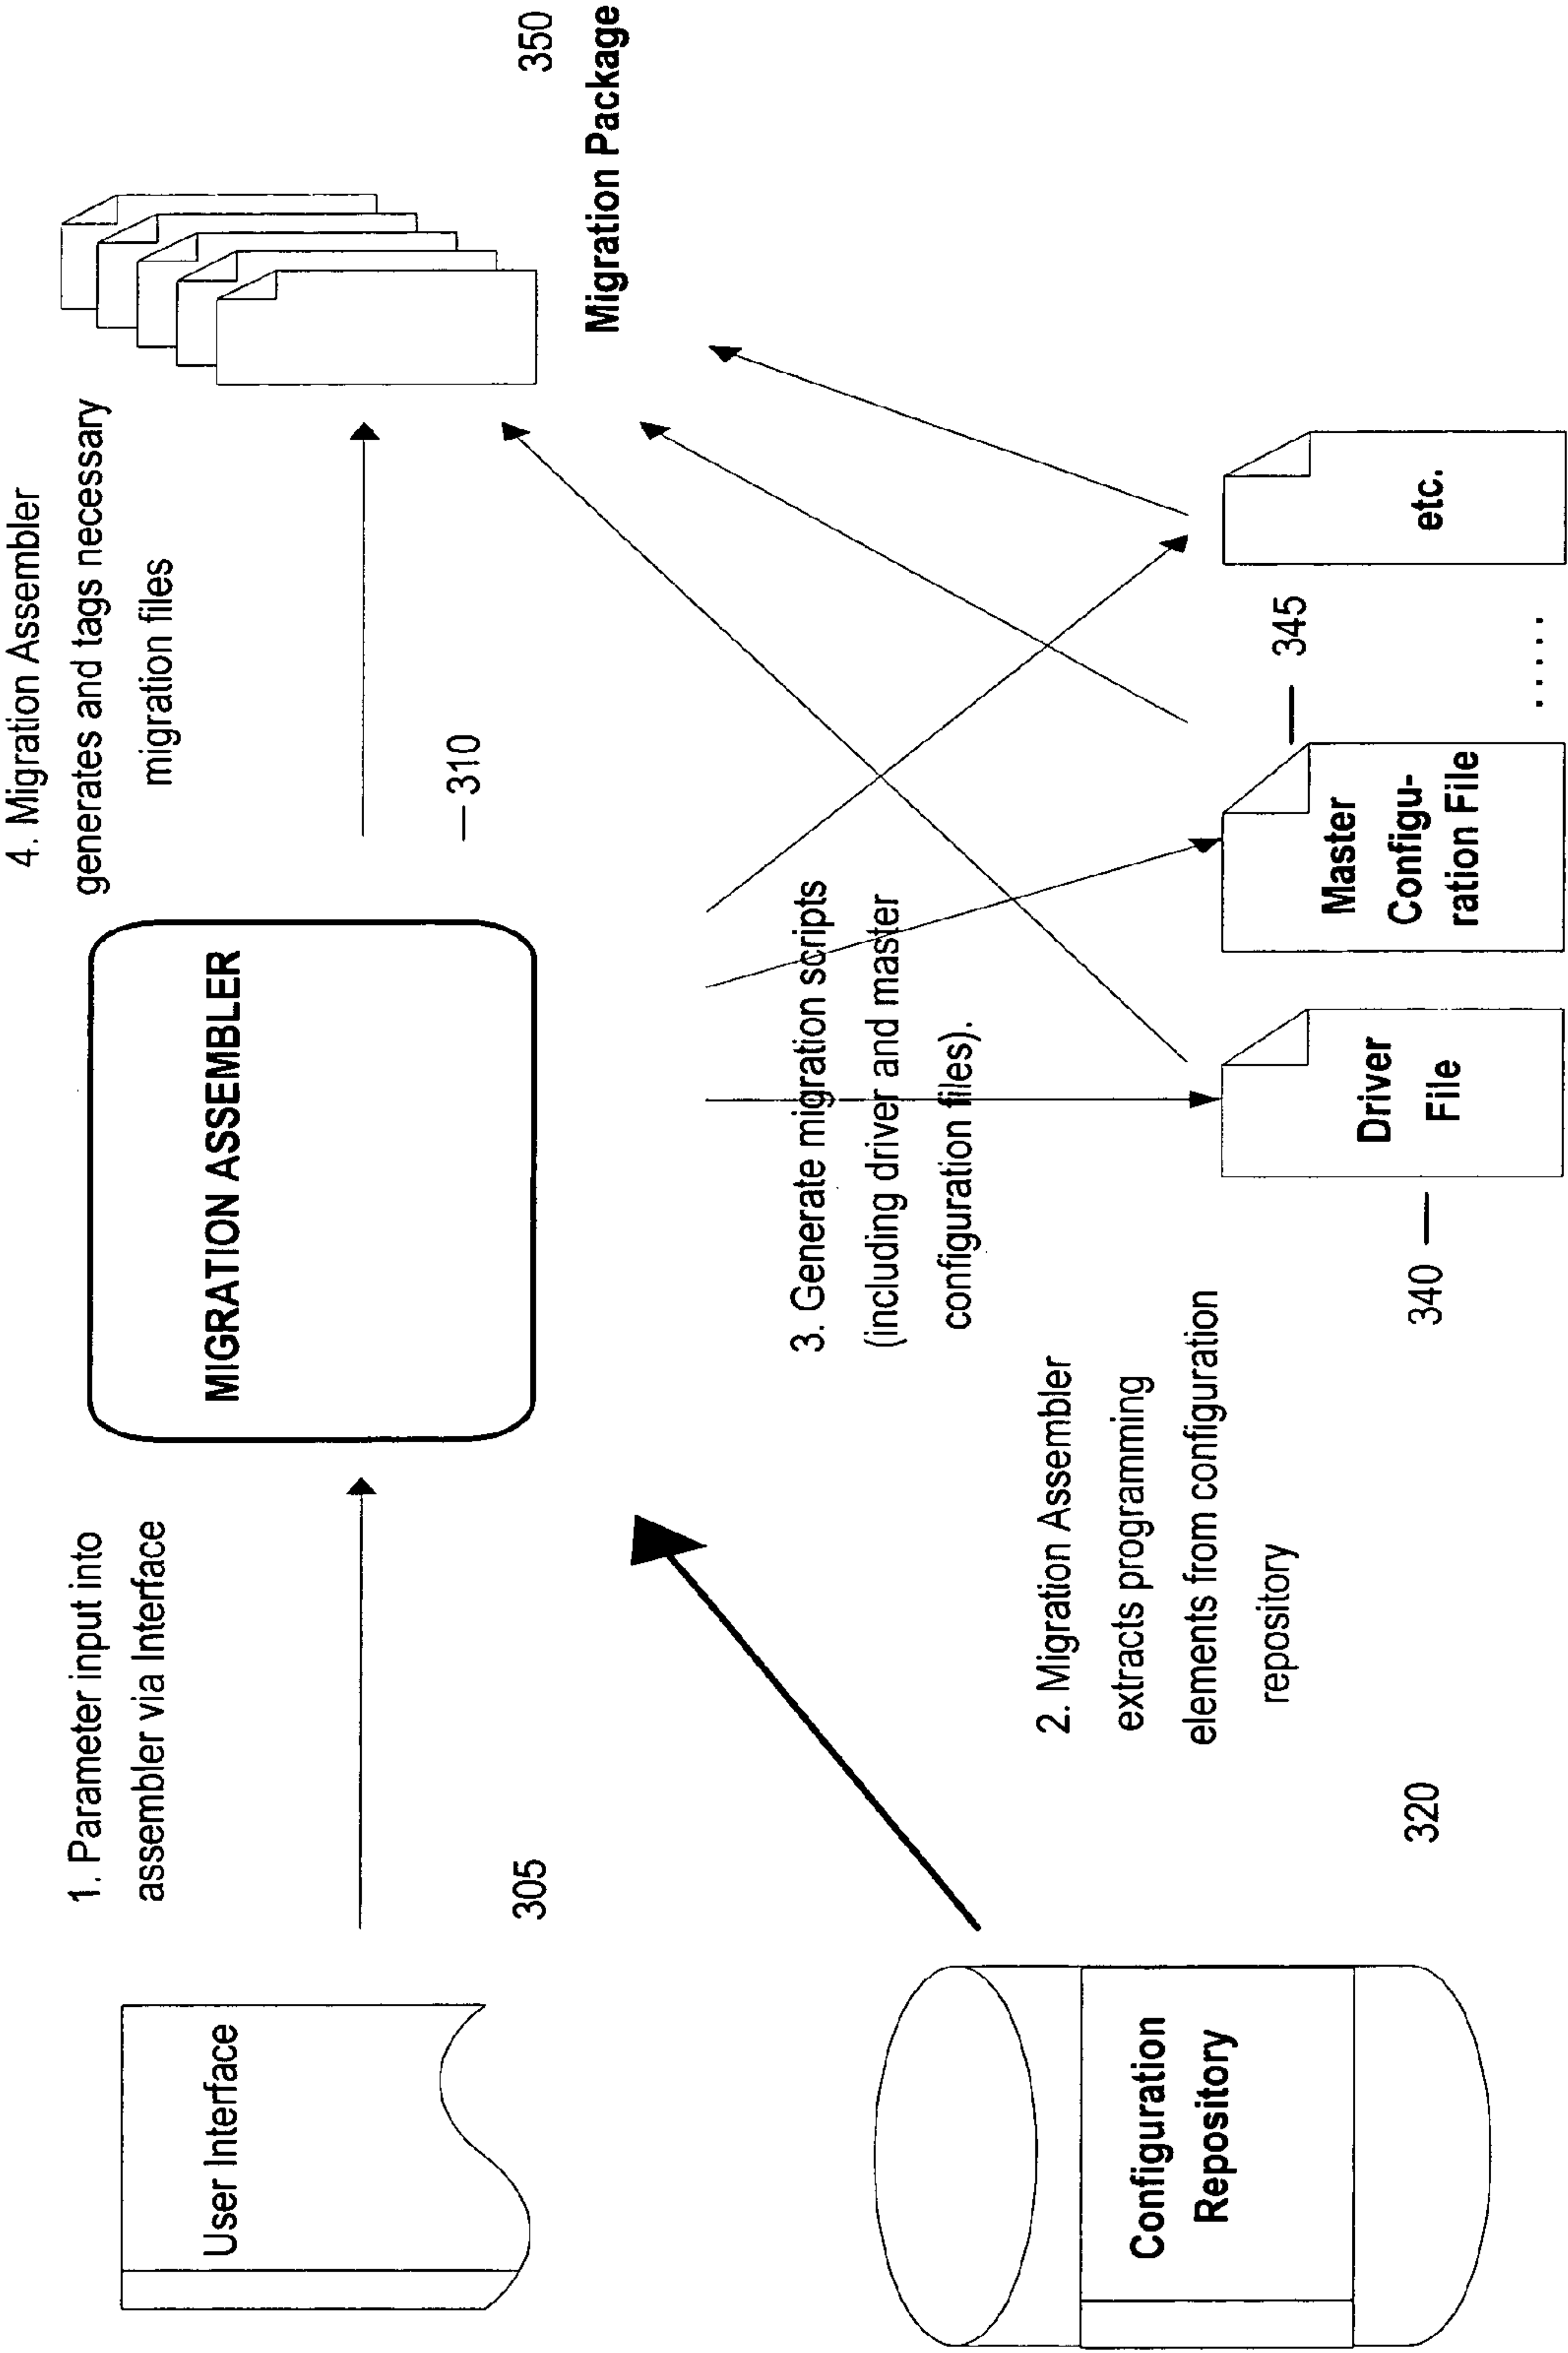 1. Parameter input into
assembler via Interface
User Interface
305
MIGRATION ASSEMBLER
310
4. Migration Assembler
generates and tags necessary
migration files
350
Migration Package
3. Generate migration scripts
(including driver and master
configuration files).
2. Migration Assembler
extracts programming
elements from configuration
repository
Configuration
Repository
320
340
Driver
File
Master
Configu-
ration File
345
.....
etc.